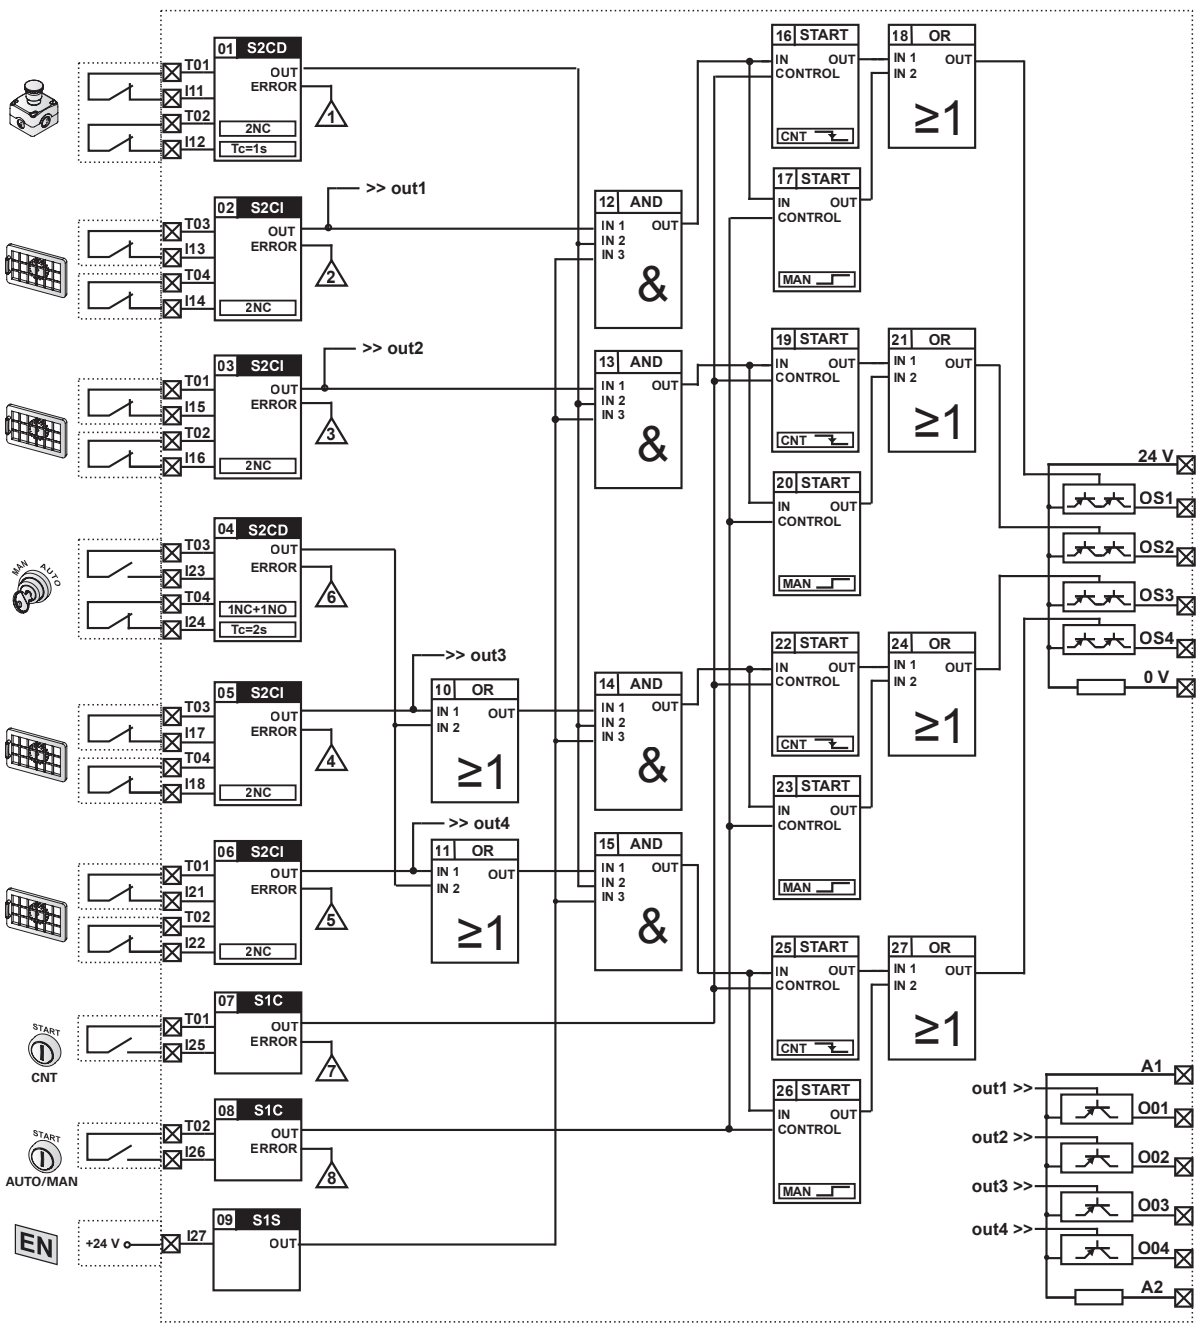 01 S2CD
T01
OUT
I11
ERROR
1
T02
2NC
I12
Tc=1s
02 S2CI
>> out1
T03
OUT
I13
ERROR
2
T04
I14
2NC
03 S2CI
>> out2
T01
OUT
I15
ERROR
3
T02
I16
2NC
MAN AUTO
04 S2CD
T03
OUT
I23
ERROR
6
T04
1NC+1NO
I24
Tc=2s
05 S2CI
>> out3
T03
OUT
I17
ERROR
4
T04
I18
2NC
06 S2CI
>> out4
T01
OUT
I21
ERROR
5
T02
I22
2NC
START
CNT
07 S1C
T01
OUT
I25
ERROR
7
START
AUTO/MAN
08 S1C
T02
OUT
I26
ERROR
8
EN
+24 V
I27
09 S1S
OUT
10 OR
IN 1 OUT
IN 2
≥1
11 OR
IN 1 OUT
IN 2
≥1
12 AND
IN 1 OUT
IN 2
IN 3
&
13 AND
IN 1 OUT
IN 2
IN 3
&
14 AND
IN 1 OUT
IN 2
IN 3
&
15 AND
IN 1 OUT
IN 2
IN 3
&
16 START
IN OUT
CONTROL
CNT
17 START
IN OUT
CONTROL
MAN
18 OR
IN 1 OUT
IN 2
≥1
19 START
IN OUT
CONTROL
CNT
20 START
IN OUT
CONTROL
MAN
21 OR
IN 1 OUT
IN 2
≥1
22 START
IN OUT
CONTROL
CNT
23 START
IN OUT
CONTROL
MAN
24 OR
IN 1 OUT
IN 2
≥1
25 START
IN OUT
CONTROL
CNT
26 START
IN OUT
CONTROL
MAN
27 OR
IN 1 OUT
IN 2
≥1
24 V
OS1
OS2
OS3
OS4
0 V
A1
out1 >>
O01
out2 >>
O02
out3 >>
O03
out4 >>
O04
A2